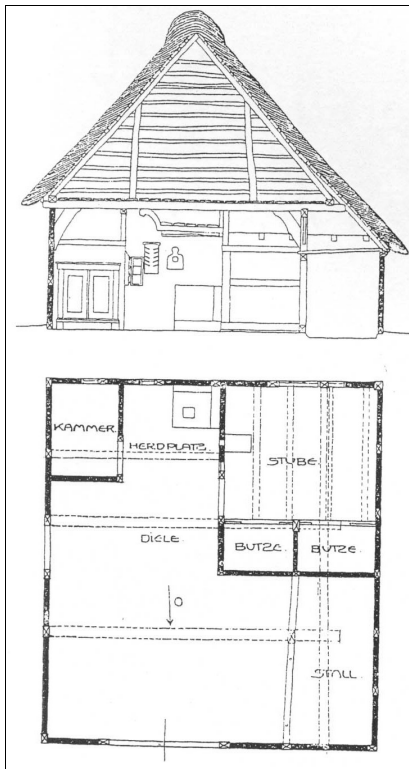 KAMMER.
HERDPLATZ
STUBE
DIELE
BUTZE.
BUTZE
O
STALL